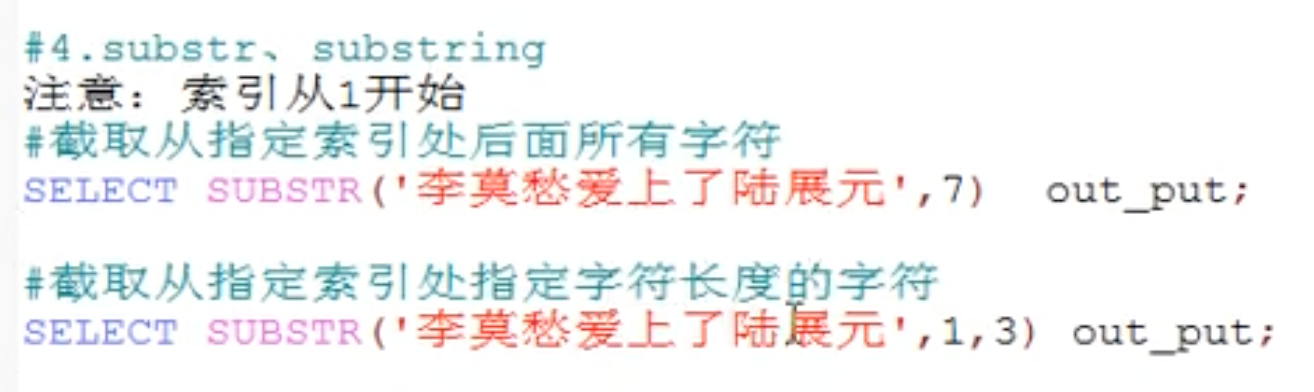 #4.substr、substring
注意：索引从1开始
#截取从指定索引处后面所有字符
SELECT SUBSTR('李莫愁爱上了陆展元',7)  out_put;
#截取从指定索引处指定字符长度的字符
SELECT SUBSTR('李莫愁爱上了陆展元',1,3) out_put;